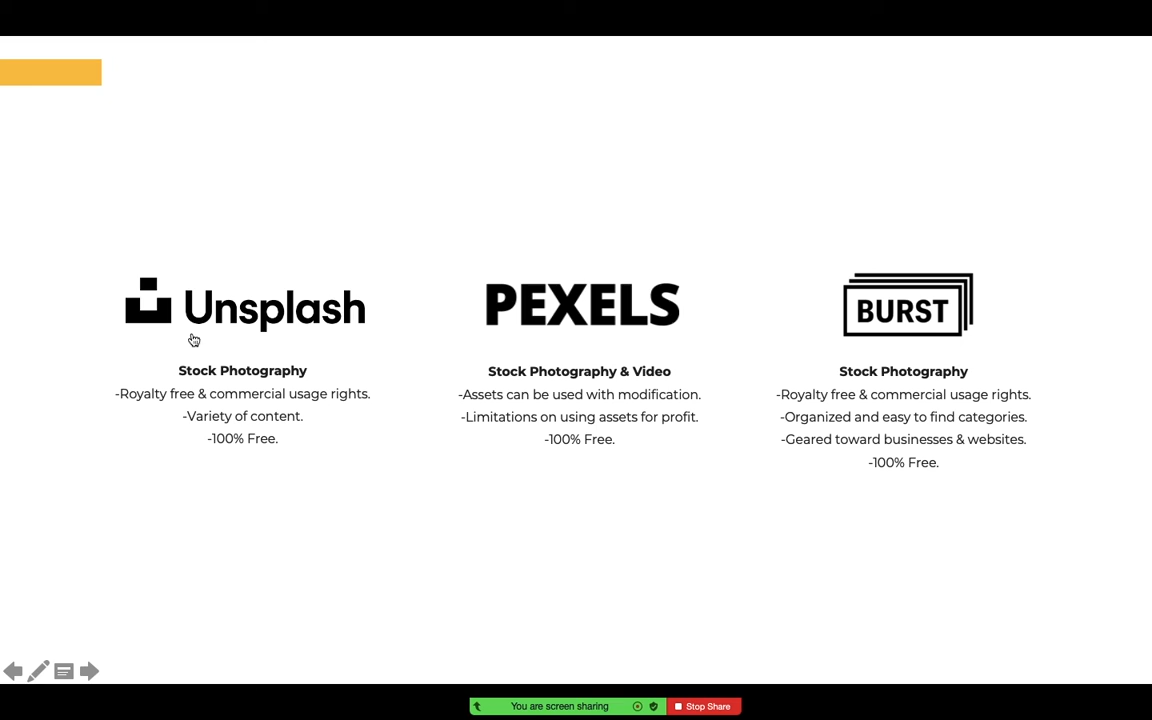 Unsplash
Stock Photography
-Royalty free & commercial usage rights.
-Variety of content.
-100% Free.
PEXELS
Stock Photography & Video
-Assets can be used with modification.
-Limitations on using assets for profit.
-100% Free.
BURST
Stock Photography
-Royalty free & commercial usage rights.
-Organized and easy to find categories.
-Geared toward businesses & websites.
-100% Free.
You are screen sharing
Stop Share